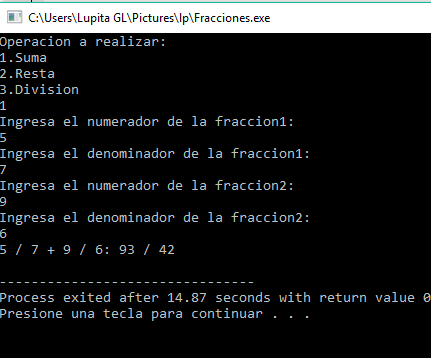 C:\Users\Lupita GL\Pictures\lp\Fracciones.exe
Operacion a realizar:
1.Suma
2.Resta
3.Division
1
Ingresa el numerador de la fraccion1:
5
Ingresa el denominador de la fraccion1:
7
Ingresa el numerador de la fraccion2:
9
Ingresa el denominador de la fraccion2:
6
5 / 7 + 9 / 6: 93 / 42
--------------------------------
Process exited after 14.87 seconds with return value 0
Presione una tecla para continuar . . .